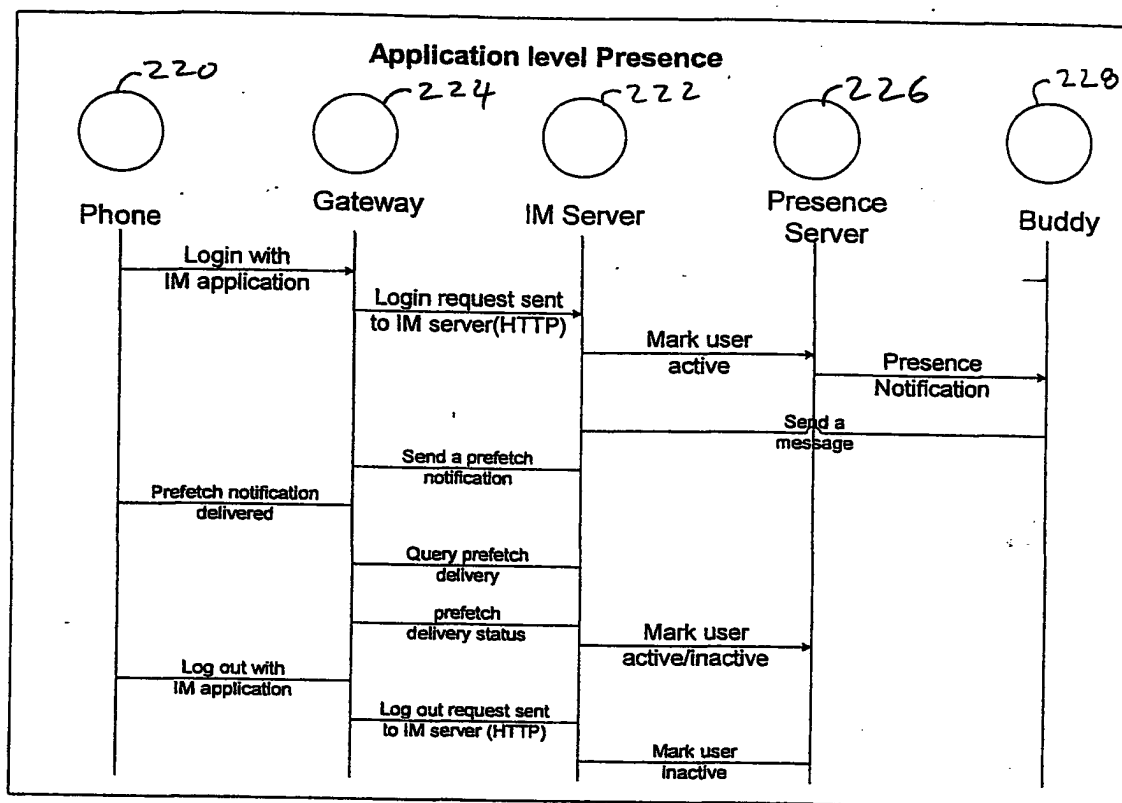 Application level Presence
220
224
222
226
228
Phone
Gateway
IM Server
Presence
Server
Buddy
Login with
IM application
Login request sent
to IM server(HTTP)
Mark user
active
Presence
Notification
Send a
message
Send a prefetch
notification
Prefetch notification
delivered
Query prefetch
delivery
prefetch
delivery status
Mark user
active/inactive
Log out with
IM application
Log out request sent
to IM server (HTTP)
Mark user
inactive